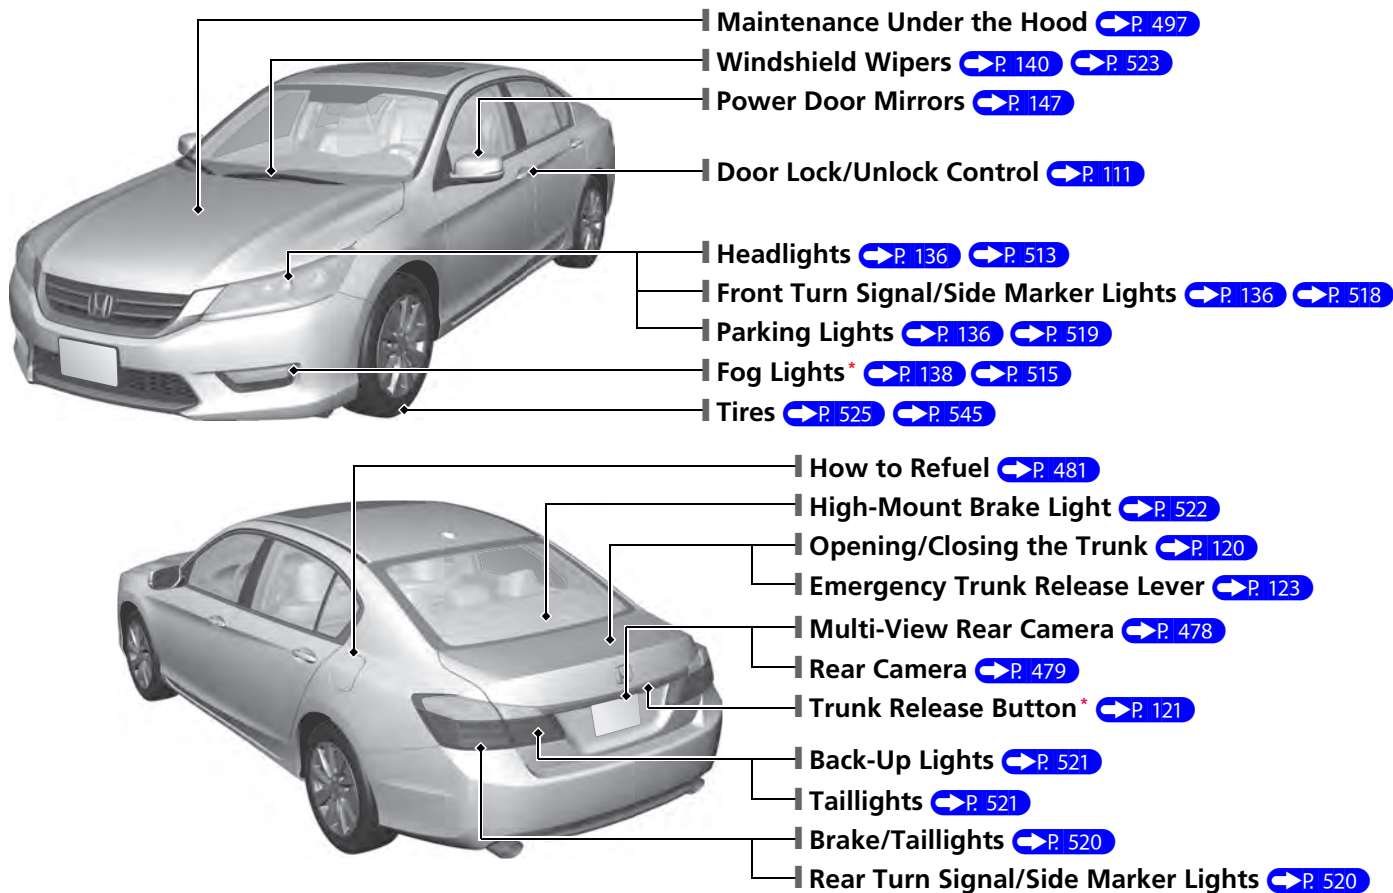 Maintenance Under the Hood P. 497
Windshield Wipers P. 140 P. 523
Power Door Mirrors P. 147
Door Lock/Unlock Control P. 111
Headlights P. 136 P. 513
Front Turn Signal/Side Marker Lights P. 136 P. 518
Parking Lights P. 136 P. 519
Fog Lights* P. 138 P. 515
Tires P. 525 P. 545
How to Refuel P. 481
High-Mount Brake Light P. 522
Opening/Closing the Trunk P. 120
Emergency Trunk Release Lever P. 123
Multi-View Rear Camera P. 478
Rear Camera P. 479
Trunk Release Button* P. 121
Back-Up Lights P. 521
Taillights P. 521
Brake/Taillights P. 520
Rear Turn Signal/Side Marker Lights P. 520